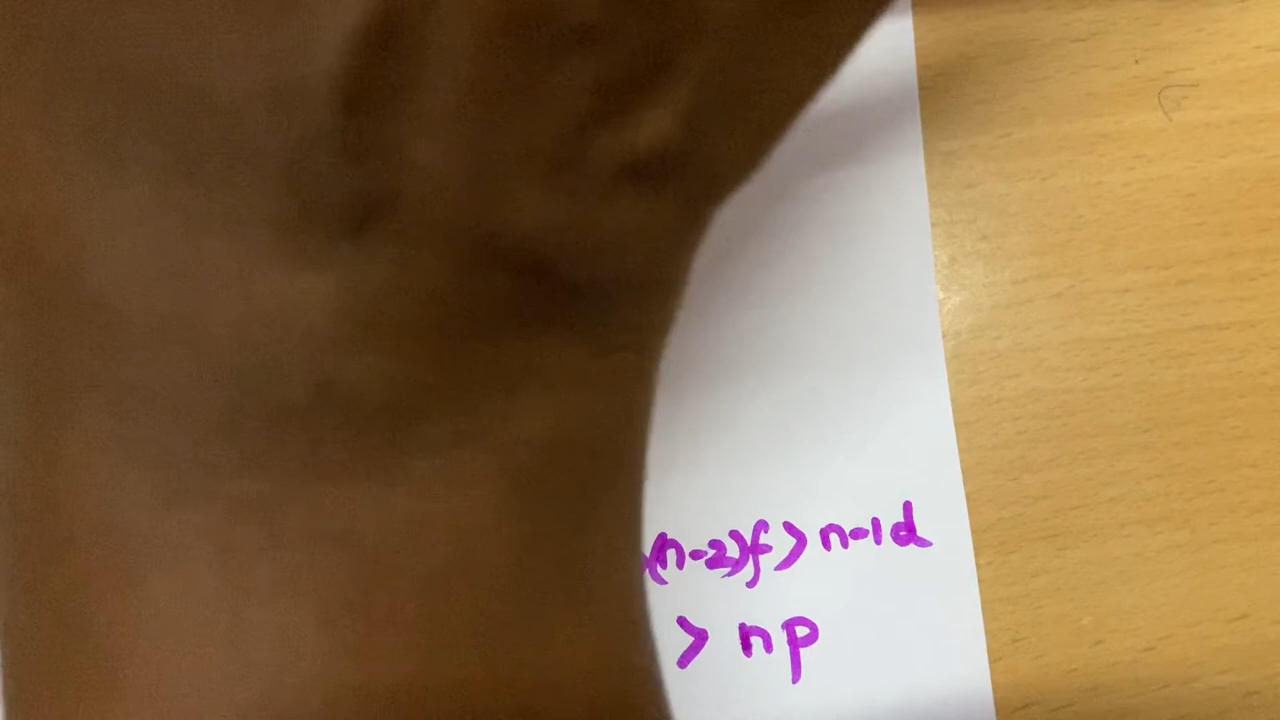 (n-2)f > n-1d
> np